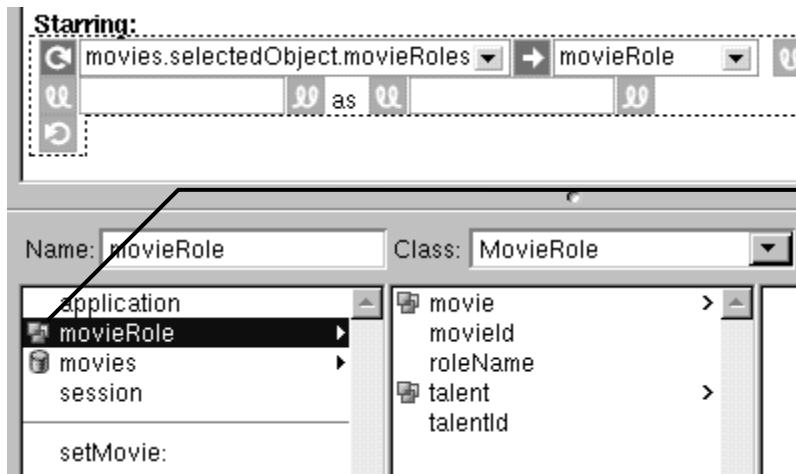 Starring:
movies.selectedObject.movieRoles movieRole
as
Name: movieRole Class: MovieRole
application movie
movieRole movieId
movies roleName
session talent
talentId
setMovie: